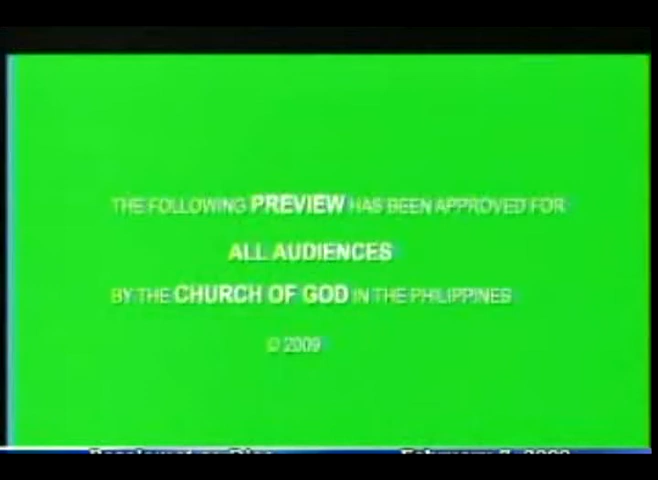 THE FOLLOWING PREVIEW HAS BEEN APPROVED FOR
ALL AUDIENCES
BY THE CHURCH OF GOD IN THE PHILIPPINES
© 2009